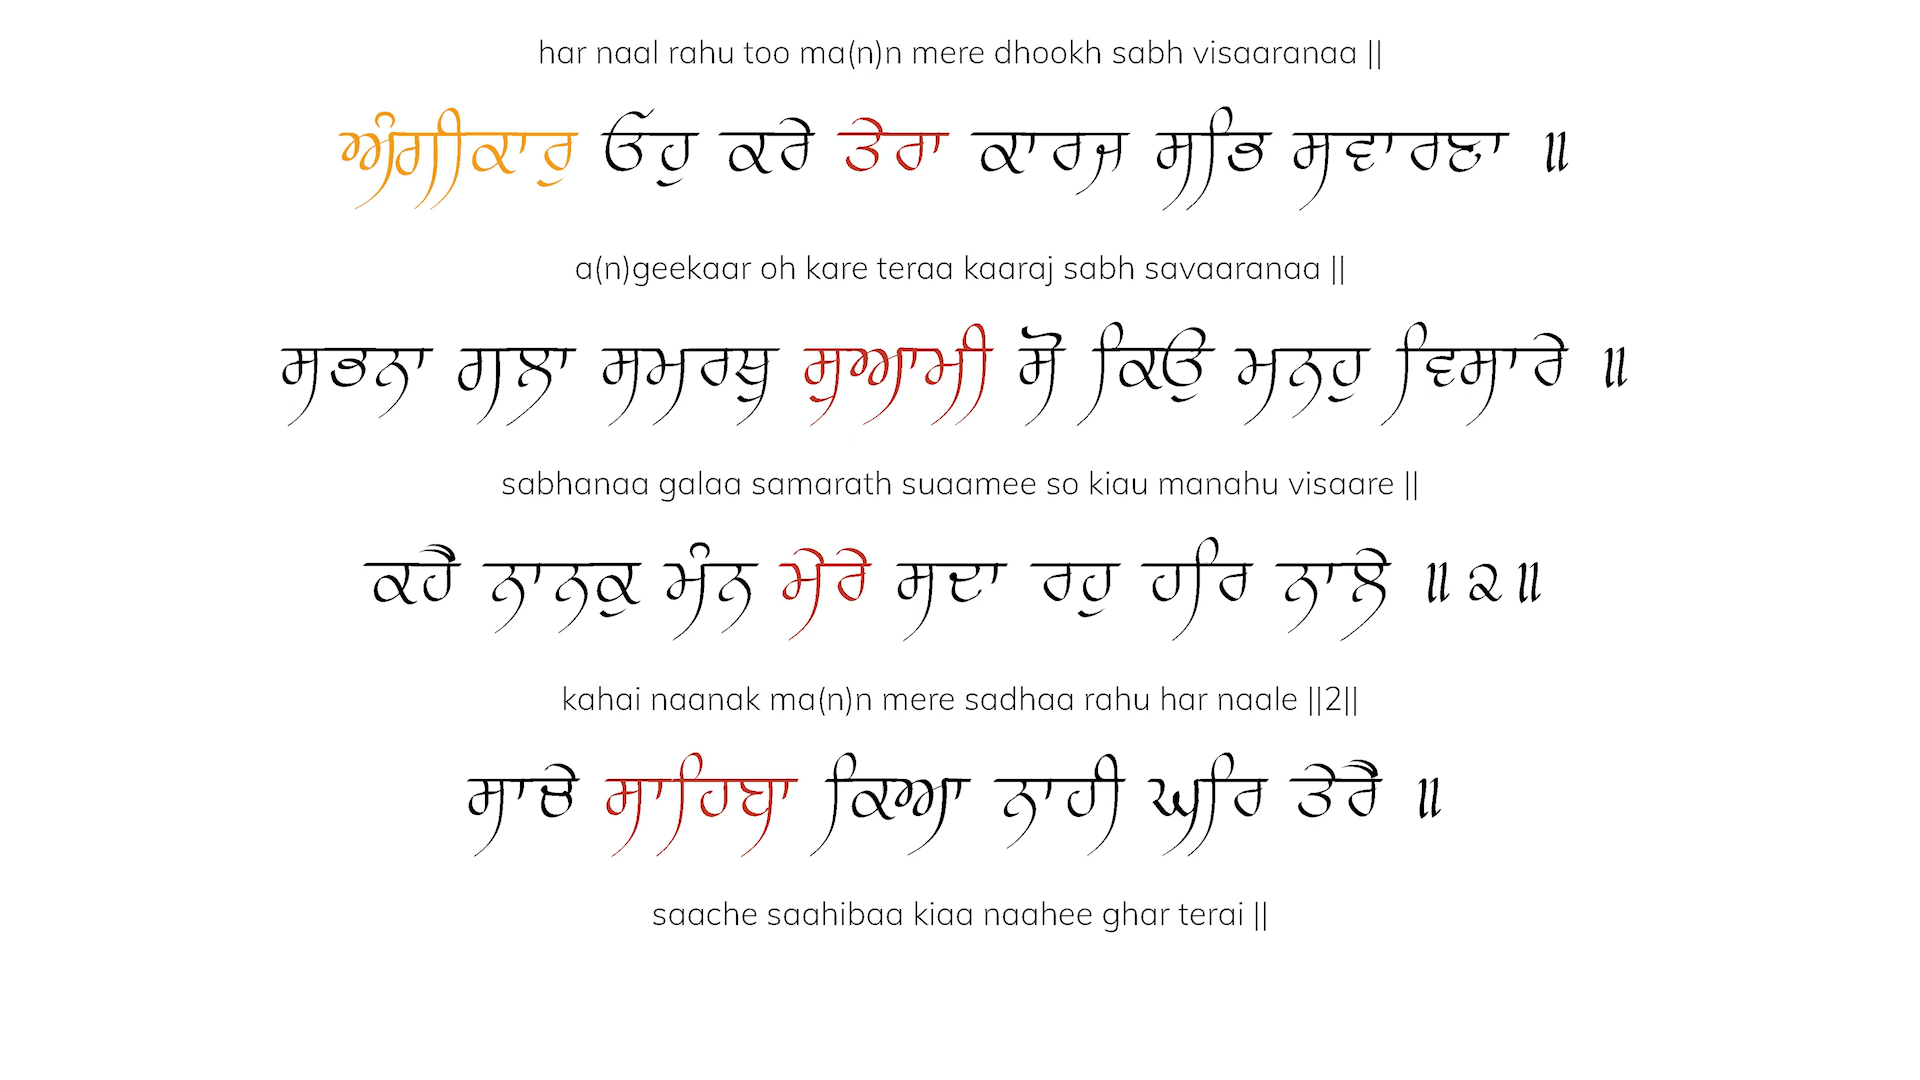 har naal rahu too ma(n)n mere dhookh sabh visaaranaa ||
ਅੰਗੀਕਾਰੁ ਓਹੁ ਕਰੇ ਤੇਰਾ ਕਾਰਜ ਸਭਿ ਸਵਾਰਣਾ ॥
a(n)geekaar oh kare teraa kaaraj sabh savaaranaa ||
ਸਭਨਾ ਗਲਾ ਸਮਰਥੁ ਸੁਆਮੀ ਸੋ ਕਿਉ ਮਨਹੁ ਵਿਸਾਰੇ ॥
sabhanaa galaa samarath suaamee so kiau manahu visaare ||
ਕਹੈ ਨਾਨਕੁ ਮੰਨ ਮੇਰੇ ਸਦਾ ਰਹੁ ਹਰਿ ਨਾਲੇ ॥੨॥
kahai naanak ma(n)n mere sadhaa rahu har naale ||2||
ਸਾਚੇ ਸਾਹਿਬਾ ਕਿਆ ਨਾਹੀ ਘਰਿ ਤੇਰੈ ॥
saache saahibaa kiaa naahee ghar terai ||